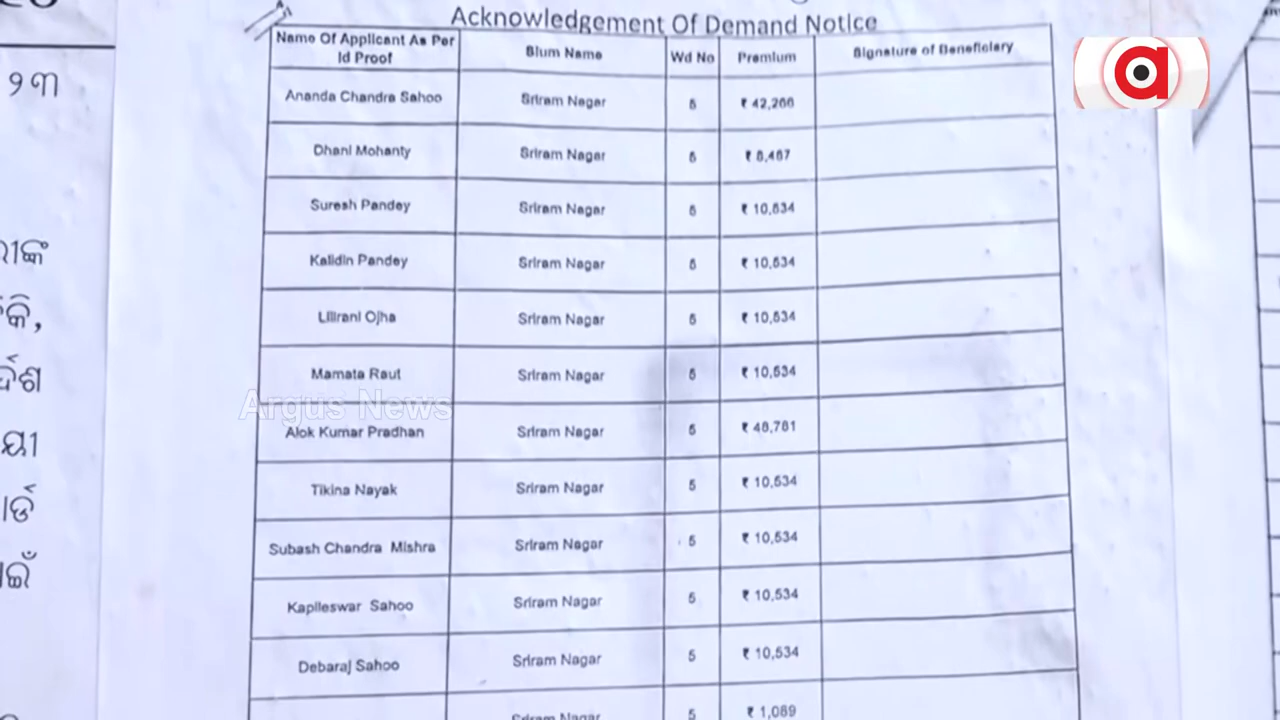 Acknowledgement Of Demand Notice
Name Of Applicant As Per Id Proof Slum Name Wd No Premium Signature of Beneficiary
Ananda Chandra Sahoo Sriram Nagar 5 ₹ 42,266
Dhani Mohanty Sriram Nagar 5
Suresh Pandey Sriram Nagar 5 ₹ 10,534
Kalidin Pandey Sriram Nagar 5 ₹ 10,534
Lilirani Ojha Sriram Nagar 5 ₹ 10,534
Mamata Raut Sriram Nagar 5 ₹ 10,534
Alok Kumar Pradhan Sriram Nagar 5
Tikina Nayak Sriram Nagar 5 ₹ 10,534
Subash Chandra Mishra Sriram Nagar 5 ₹ 10,534
Kapileswar Sahoo Sriram Nagar 5 ₹ 10,534
Debaraj Sahoo Sriram Nagar 5 ₹ 10,534
Sriram Nagar 5 ₹ 1,089
Argus News
a
୨୩